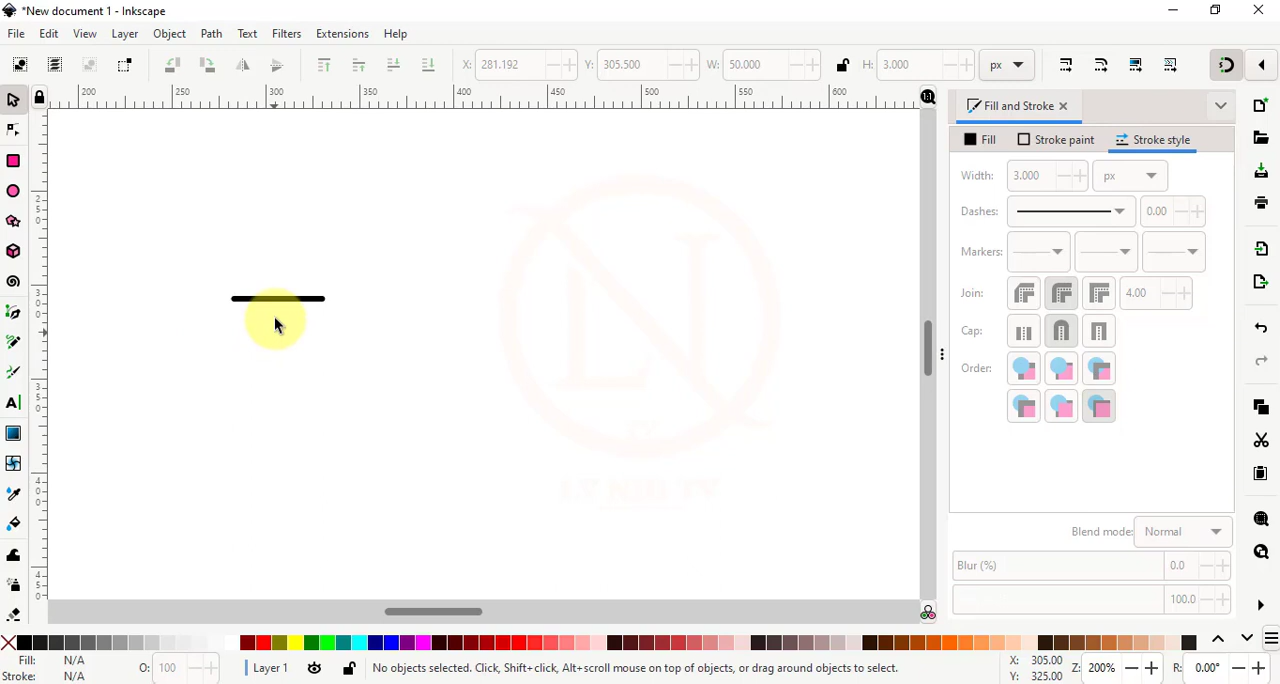 *New document 1 - Inkscape
File Edit View Layer Object Path Text Filters Extensions Help
X: 281.192 Y: 305.500 W: 50.000 H: 3.000 px
200 250 300 350 400 450 500 550 600
Fill and Stroke
Fill Stroke paint Stroke style
Width: 3.000 px
Dashes: 0.00
Markers:
Join: 4.00
Cap:
Order:
Blend mode: Normal
Blur (%) 0.0
100.0
Fill: N/A
Stroke: N/A
O: 100
Layer 1
No objects selected. Click, Shift+click, Alt+scroll mouse on top of objects, or drag around objects to select.
X: 305.00
Y: 325.00
Z: 200%
R: 0.00°